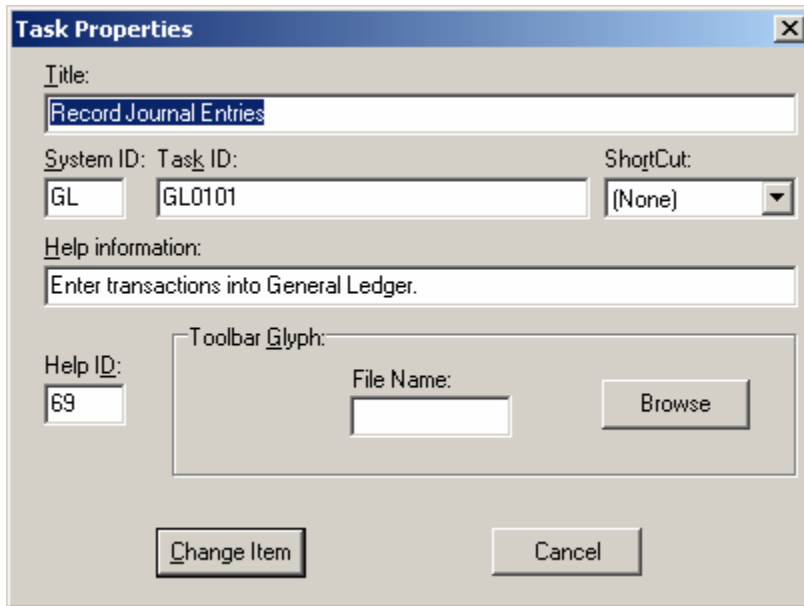 Task Properties
Title:
Record Journal Entries
System ID: Task ID: ShortCut:
GL GL0101 (None)
Help information:
Enter transactions into General Ledger.
Toolbar Glyph:
Help ID: File Name:
69 Browse
Change Item Cancel